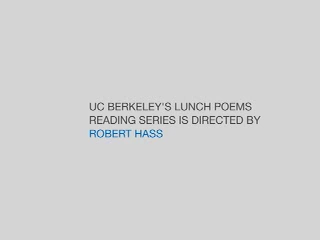 UC BERKELEY'S LUNCH POEMS
READING SERIES IS DIRECTED BY
ROBERT HASS